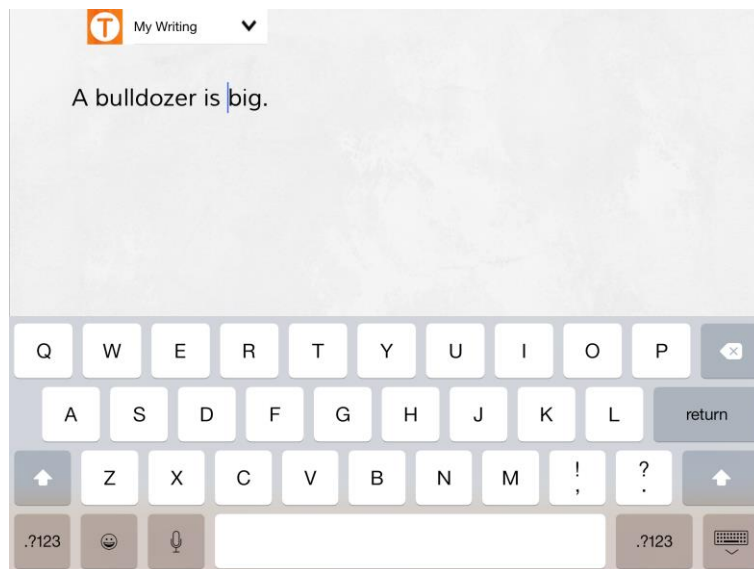 T My Writing
A bulldozer is big.
Q W E R T Y U I O P
A S D F G H J K L return
Z X C V B N M ! , ? .
.?123 .?123